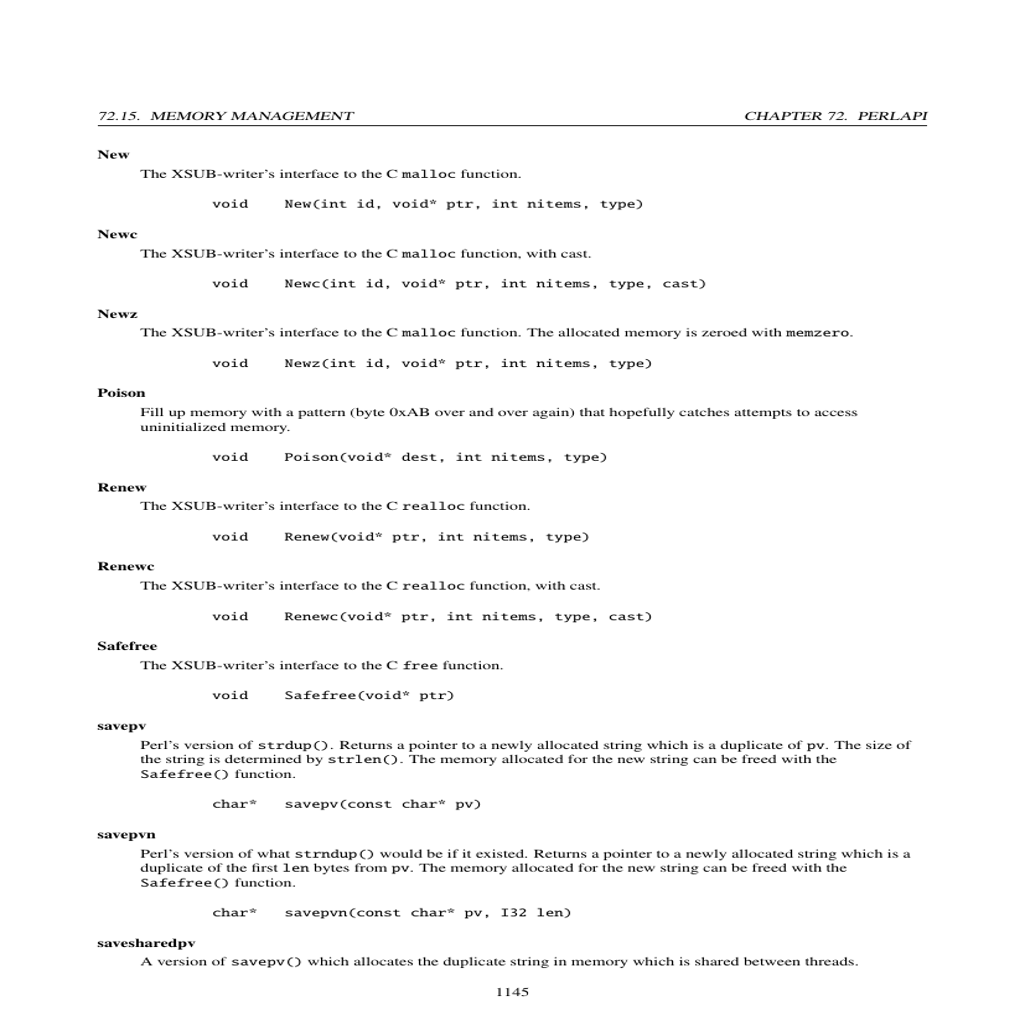 72.15. MEMORY MANAGEMENT CHAPTER 72. PERLAPI
New
The XSUB-writer's interface to the C malloc function.
void New(int id, void* ptr, int nitems, type)
Newc
The XSUB-writer's interface to the C malloc function, with cast.
void Newc(int id, void* ptr, int nitems, type, cast)
Newz
The XSUB-writer's interface to the C malloc function. The allocated memory is zeroed with memzero.
void Newz(int id, void* ptr, int nitems, type)
Poison
Fill up memory with a pattern (byte 0xAB over and over again) that hopefully catches attempts to access
uninitialized memory.
void Poison(void* dest, int nitems, type)
Renew
The XSUB-writer's interface to the C realloc function.
void Renew(void* ptr, int nitems, type)
Renewc
The XSUB-writer's interface to the C realloc function, with cast.
void Renewc(void* ptr, int nitems, type, cast)
Safefree
The XSUB-writer's interface to the C free function.
void Safefree(void* ptr)
savepv
Perl's version of strdup(). Returns a pointer to a newly allocated string which is a duplicate of pv. The size of
the string is determined by strlen(). The memory allocated for the new string can be freed with the
Safefree() function.
char* savepv(const char* pv)
savepvn
Perl's version of what strndup() would be if it existed. Returns a pointer to a newly allocated string which is a
duplicate of the first len bytes from pv. The memory allocated for the new string can be freed with the
Safefree() function.
char* savepvn(const char* pv, I32 len)
savesharedpv
A version of savepv() which allocates the duplicate string in memory which is shared between threads.
1145